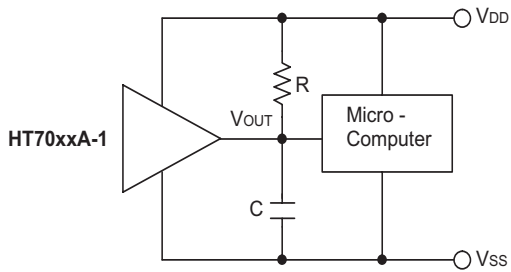 VDD
R
VOUT
Micro -
Computer
HT70xxA-1
C
VSS